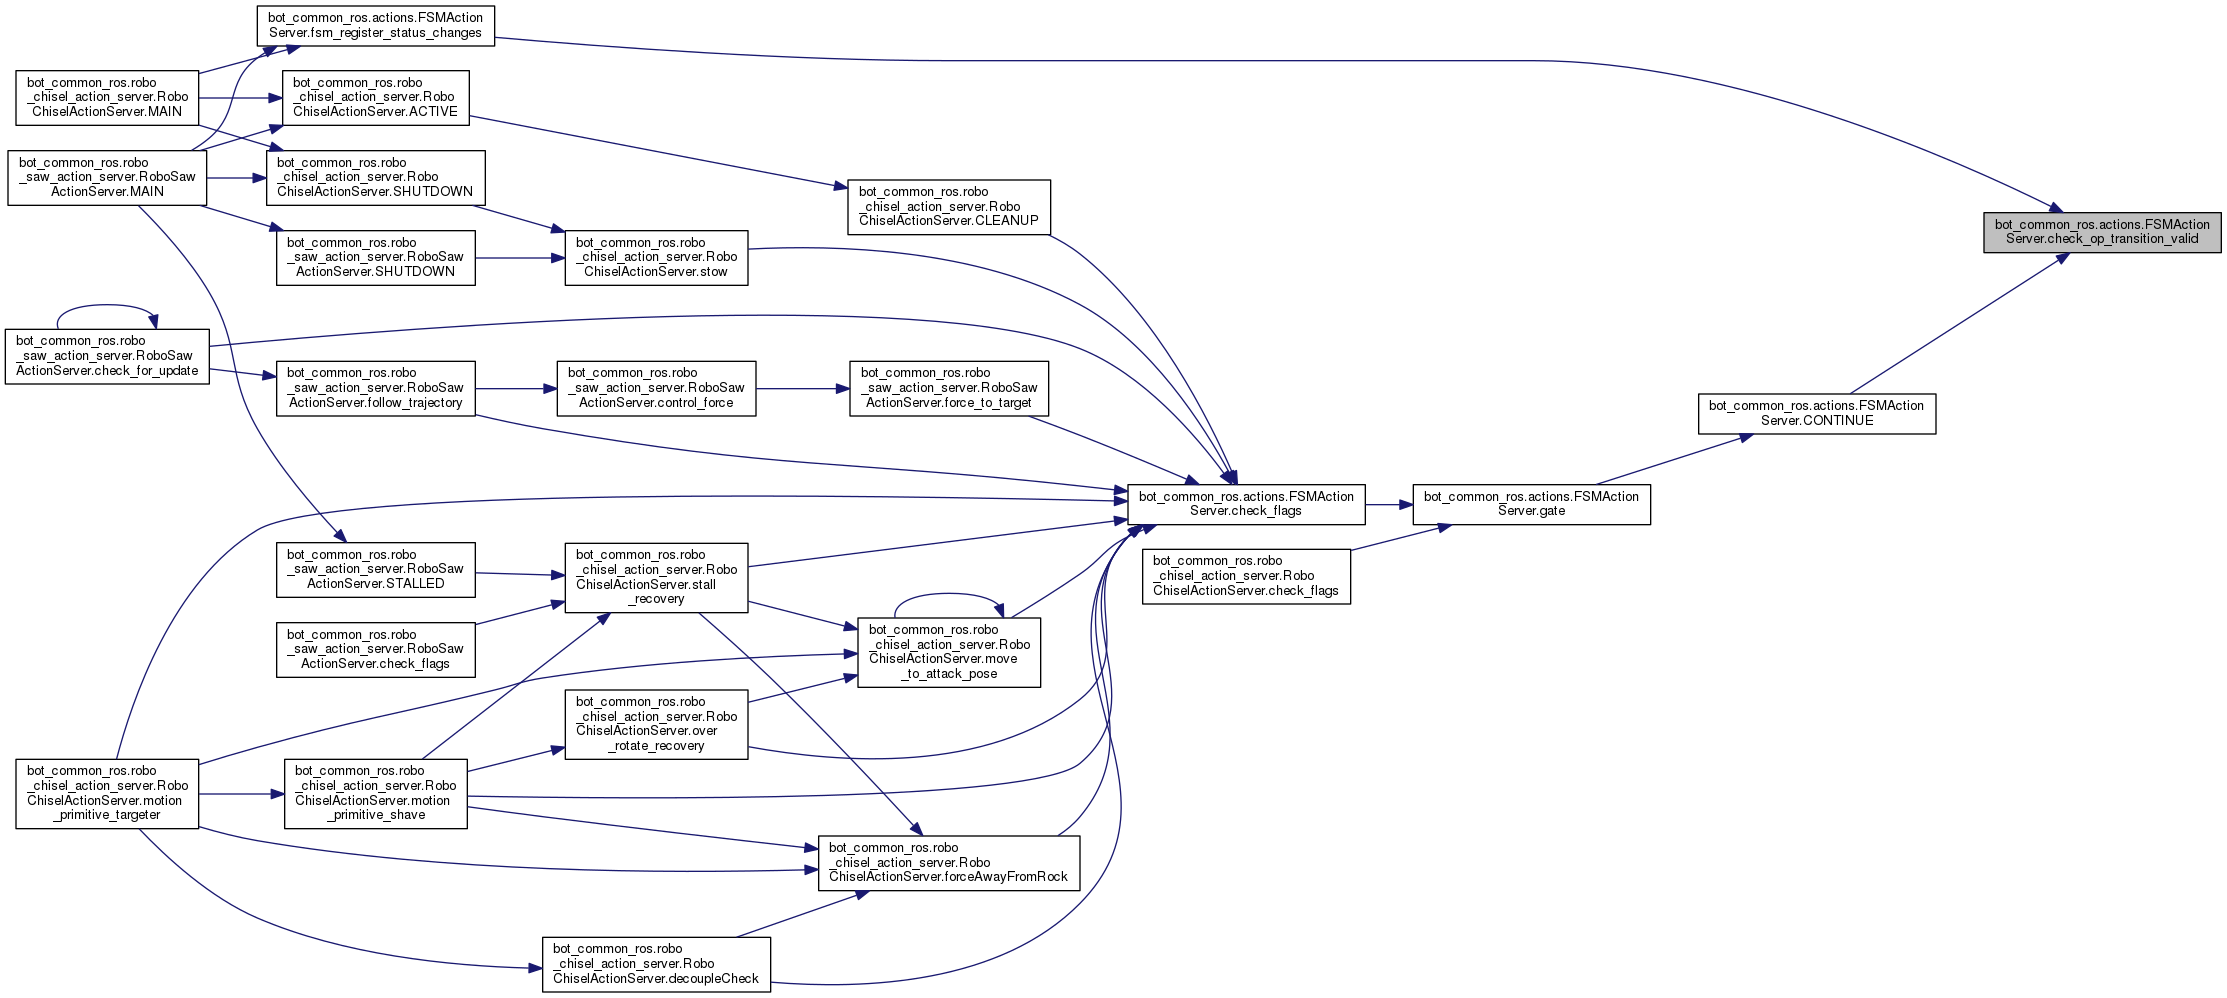 bot_common_ros.actions.FSMAction
Server.fsm_register_status_changes
bot_common_ros.robo
_chisel_action_server.Robo
ChiselActionServer.MAIN
bot_common_ros.robo
_chisel_action_server.Robo
ChiselActionServer.ACTIVE
bot_common_ros.robo
_saw_action_server.RoboSaw
ActionServer.MAIN
bot_common_ros.robo
_chisel_action_server.Robo
ChiselActionServer.SHUTDOWN
bot_common_ros.robo
_chisel_action_server.Robo
ChiselActionServer.CLEANUP
bot_common_ros.actions.FSMAction
Server.check_op_transition_valid
bot_common_ros.robo
_saw_action_server.RoboSaw
ActionServer.SHUTDOWN
bot_common_ros.robo
_chisel_action_server.Robo
ChiselActionServer.stow
bot_common_ros.robo
_saw_action_server.RoboSaw
ActionServer.check_for_update
bot_common_ros.robo
_saw_action_server.RoboSaw
ActionServer.follow_trajectory
bot_common_ros.robo
_saw_action_server.RoboSaw
ActionServer.control_force
bot_common_ros.robo
_saw_action_server.RoboSaw
ActionServer.force_to_target
bot_common_ros.actions.FSMAction
Server.CONTINUE
bot_common_ros.actions.FSMAction
Server.check_flags
bot_common_ros.actions.FSMAction
Server.gate
bot_common_ros.robo
_saw_action_server.RoboSaw
ActionServer.STALLED
bot_common_ros.robo
_chisel_action_server.Robo
ChiselActionServer.stall
_recovery
bot_common_ros.robo
_chisel_action_server.Robo
ChiselActionServer.check_flags
bot_common_ros.robo
_saw_action_server.RoboSaw
ActionServer.check_flags
bot_common_ros.robo
_chisel_action_server.Robo
ChiselActionServer.move
_to_attack_pose
bot_common_ros.robo
_chisel_action_server.Robo
ChiselActionServer.over
_rotate_recovery
bot_common_ros.robo
_chisel_action_server.Robo
ChiselActionServer.motion
_primitive_targeter
bot_common_ros.robo
_chisel_action_server.Robo
ChiselActionServer.motion
_primitive_shave
bot_common_ros.robo
_chisel_action_server.Robo
ChiselActionServer.forceAwayFromRock
bot_common_ros.robo
_chisel_action_server.Robo
ChiselActionServer.decoupleCheck